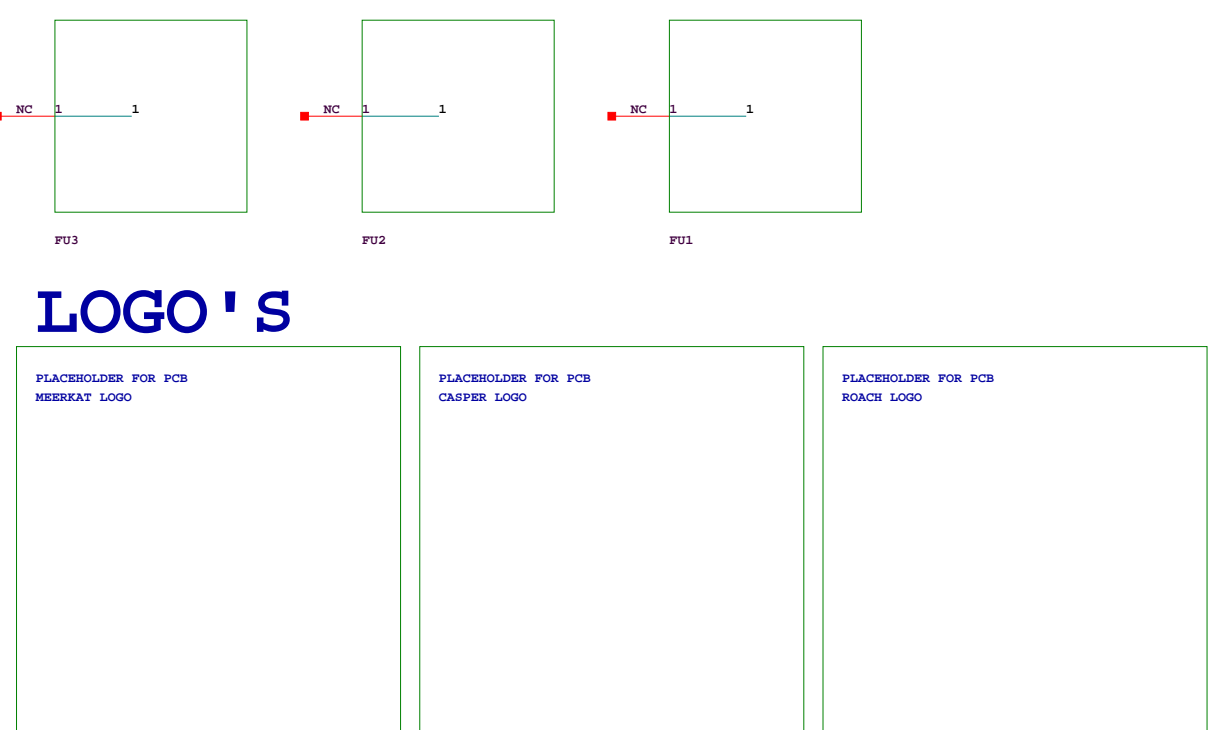 NC 1 1 NC 1 1 NC 1 1
FU3 FU2 FU1
LOGO'S
PLACEHOLDER FOR PCB
MEERKAT LOGO
PLACEHOLDER FOR PCB
CASPER LOGO
PLACEHOLDER FOR PCB
ROACH LOGO